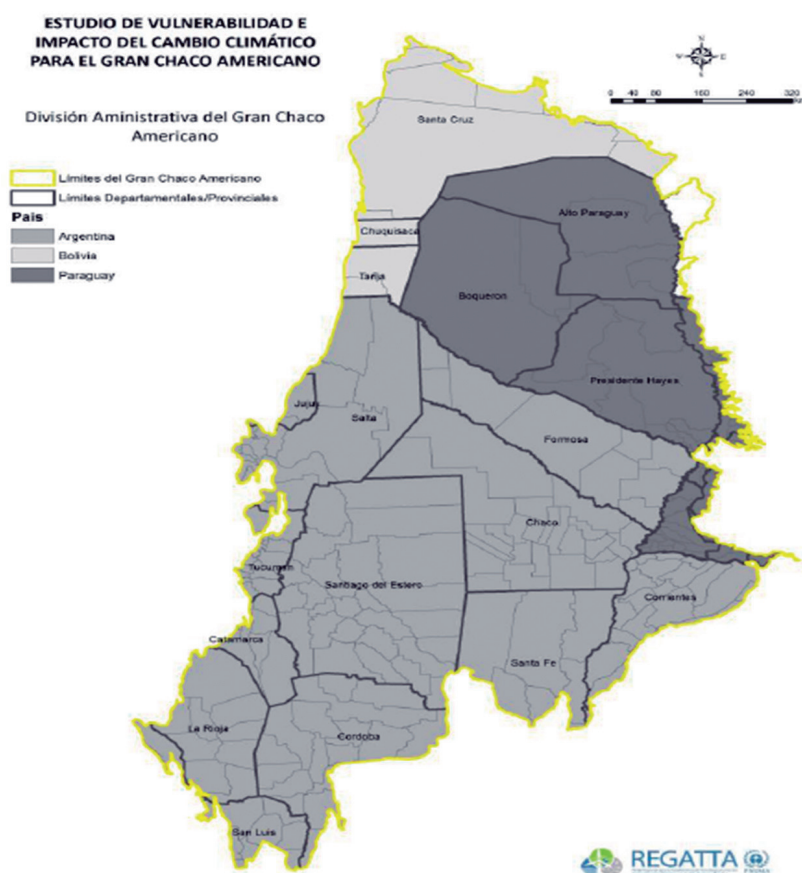 ESTUDIO DE VULNERABILIDAD E
IMPACTO DEL CAMBIO CLIMÁTICO
PARA EL GRAN CHACO AMERICANO
División Aministrativa del Gran Chaco
Americano
Límites del Gran Chaco Americano
Límites Departamentales/Provinciales
Pais
Argentina
Bolivia
Paraguay
0 40 80 160 240 320
Santa Cruz
Chuquisaca
Alto Paraguay
Tarija
Boqueron
Presidente Hayes
Jujuy
Salta
Formosa
Chaco
Tucuman
Santiago del Estero
Corrientes
Catamarca
Santa Fe
La Rioja
Cordoba
San Luis
REGATTA